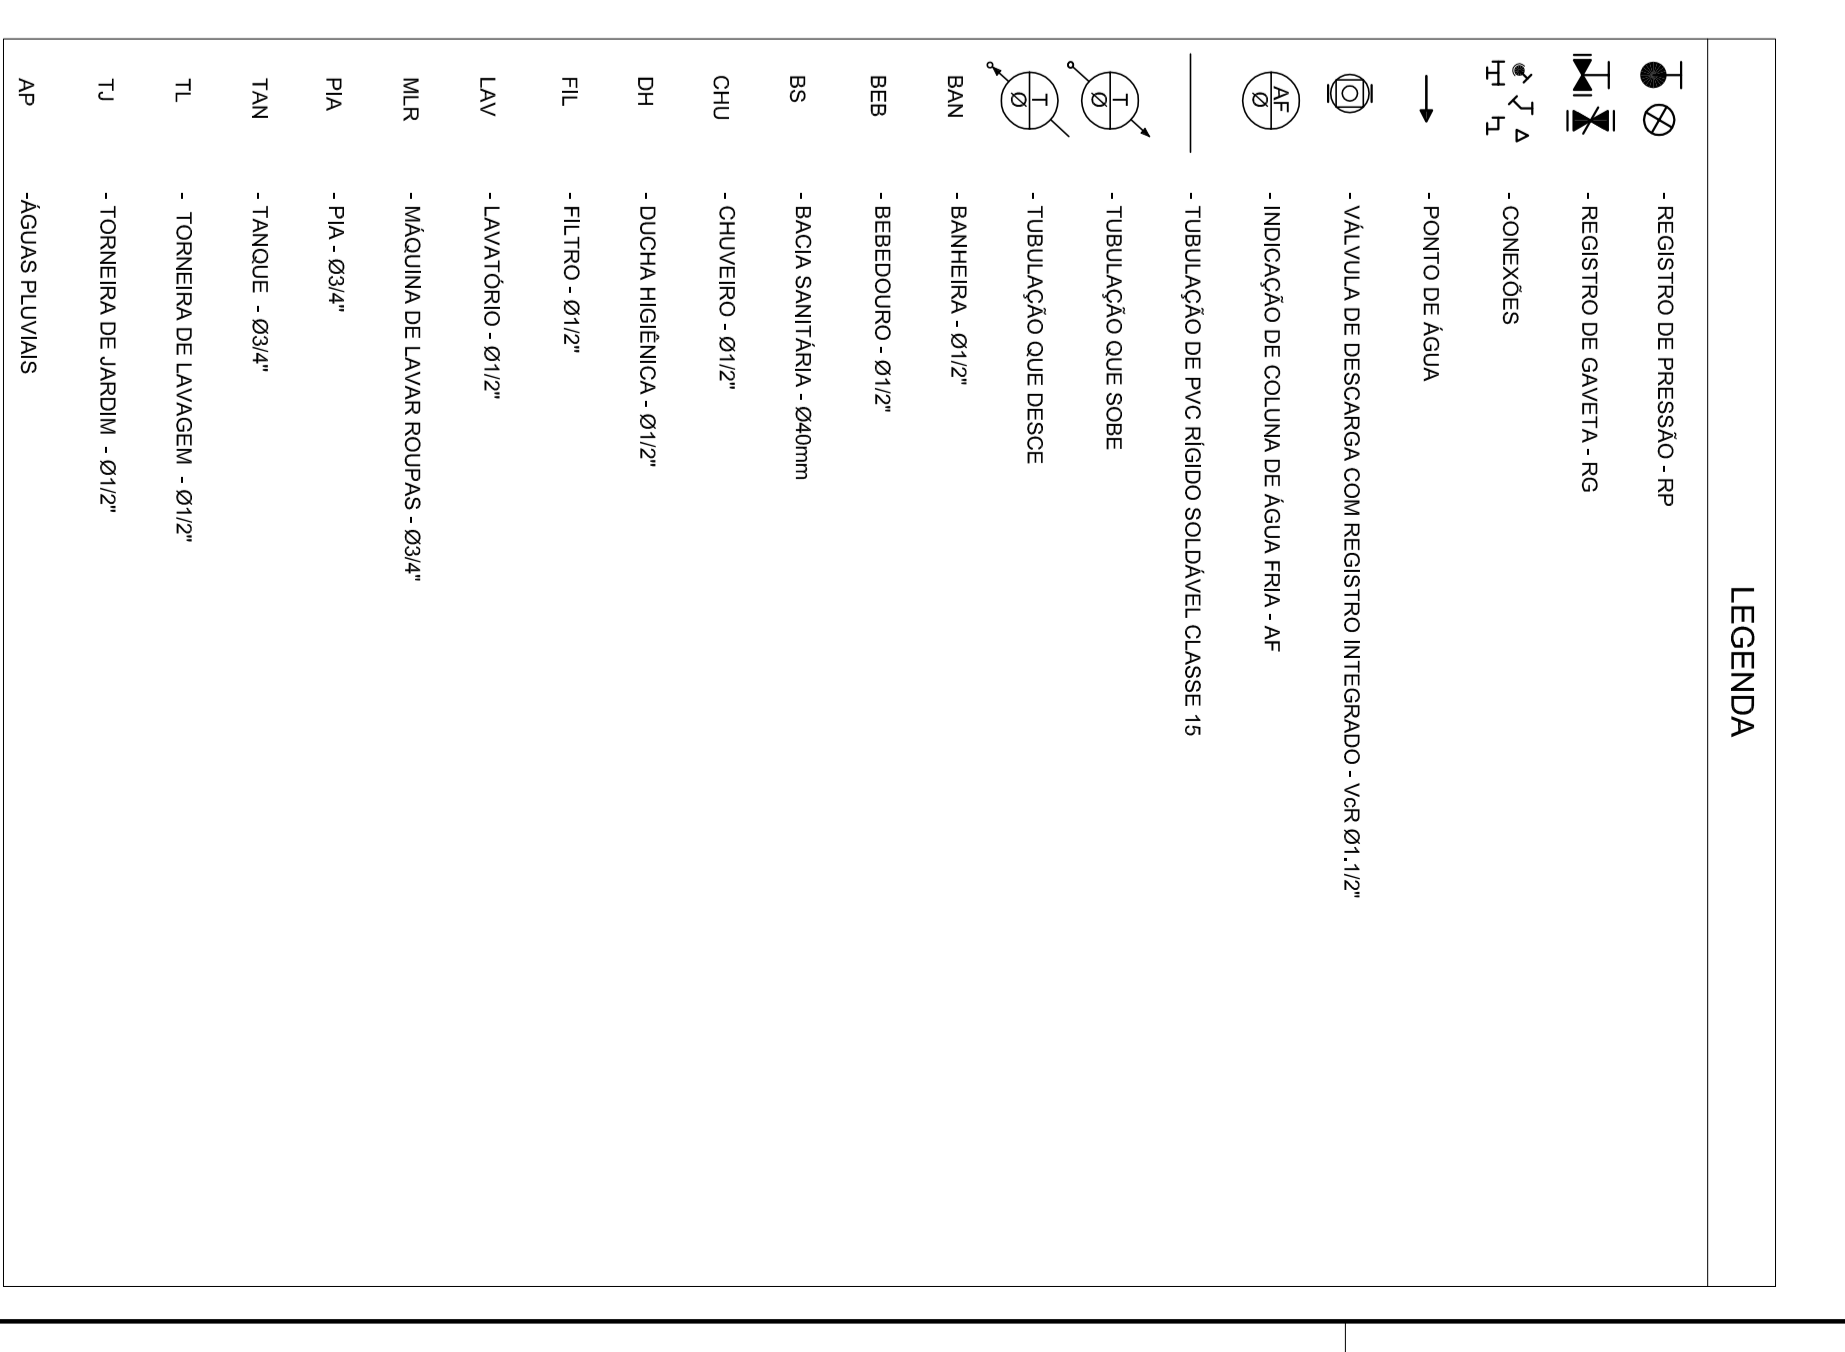 LEGENDA
- REGISTRO DE PRESSÃO - RP
- REGISTRO DE GAVETA - RG
- CONEXÕES
- PONTO DE ÁGUA
- VÁLVULA DE DESCARGA COM REGISTRO INTEGRADO - VcR Ø1.1/2"
AF
Ø
- INDICAÇÃO DE COLUNA DE ÁGUA FRIA - AF
- TUBULAÇÃO DE PVC RÍGIDO SOLDÁVEL CLASSE 15
T
Ø
- TUBULAÇÃO QUE SOBE
T
Ø
- TUBULAÇÃO QUE DESCE
BAN - BANHEIRA - Ø1/2"
BEB - BEBEDOURO - Ø1/2"
BS - BACIA SANITÁRIA - Ø40mm
CHU - CHUVEIRO - Ø1/2"
DH - DUCHA HIGIÊNICA - Ø1/2"
FIL - FILTRO - Ø1/2"
LAV - LAVATÓRIO - Ø1/2"
MLR - MÁQUINA DE LAVAR ROUPAS - Ø3/4"
PIA - PIA - Ø3/4"
TAN - TANQUE - Ø3/4"
TL - TORNEIRA DE LAVAGEM - Ø1/2"
TJ - TORNEIRA DE JARDIM - Ø1/2"
AP -ÁGUAS PLUVIAIS